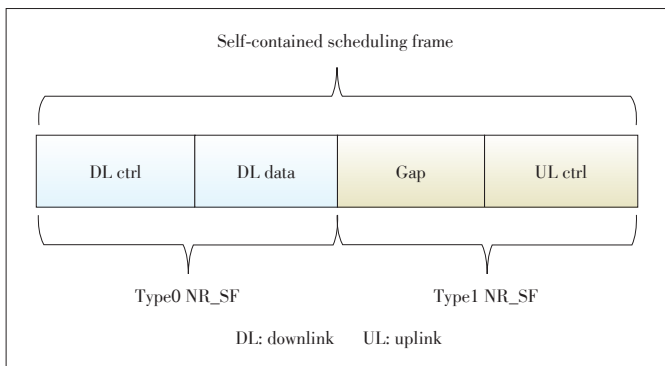 Self-contained scheduling frame
DL ctrl
DL data
Gap
UL ctrl
Type0 NR_SF
Type1 NR_SF
DL: downlink UL: uplink